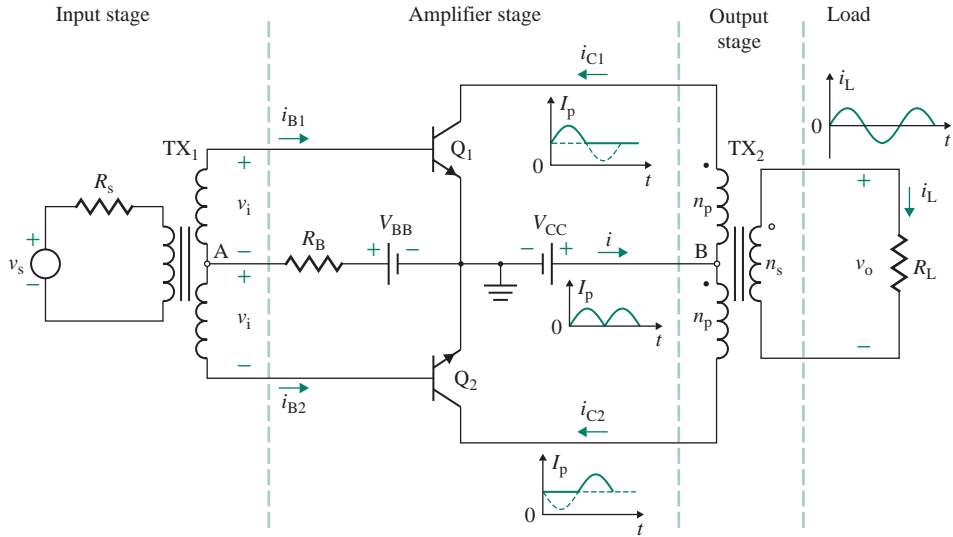 Input stage
Amplifier stage
Output stage
Load
i_C1
i_L
I_p
0
t
0
t
i_B1
TX_1
+
Q_1
TX_2
R_s
v_i
n_p
+
i_L
+
v_s
−
−
A
+
R_B
V_BB
+ −
V_CC
− +
i
B
n_s
v_o
R_L
v_i
I_p
0
t
n_p
−
−
Q_2
i_B2
i_C2
I_p
0
t